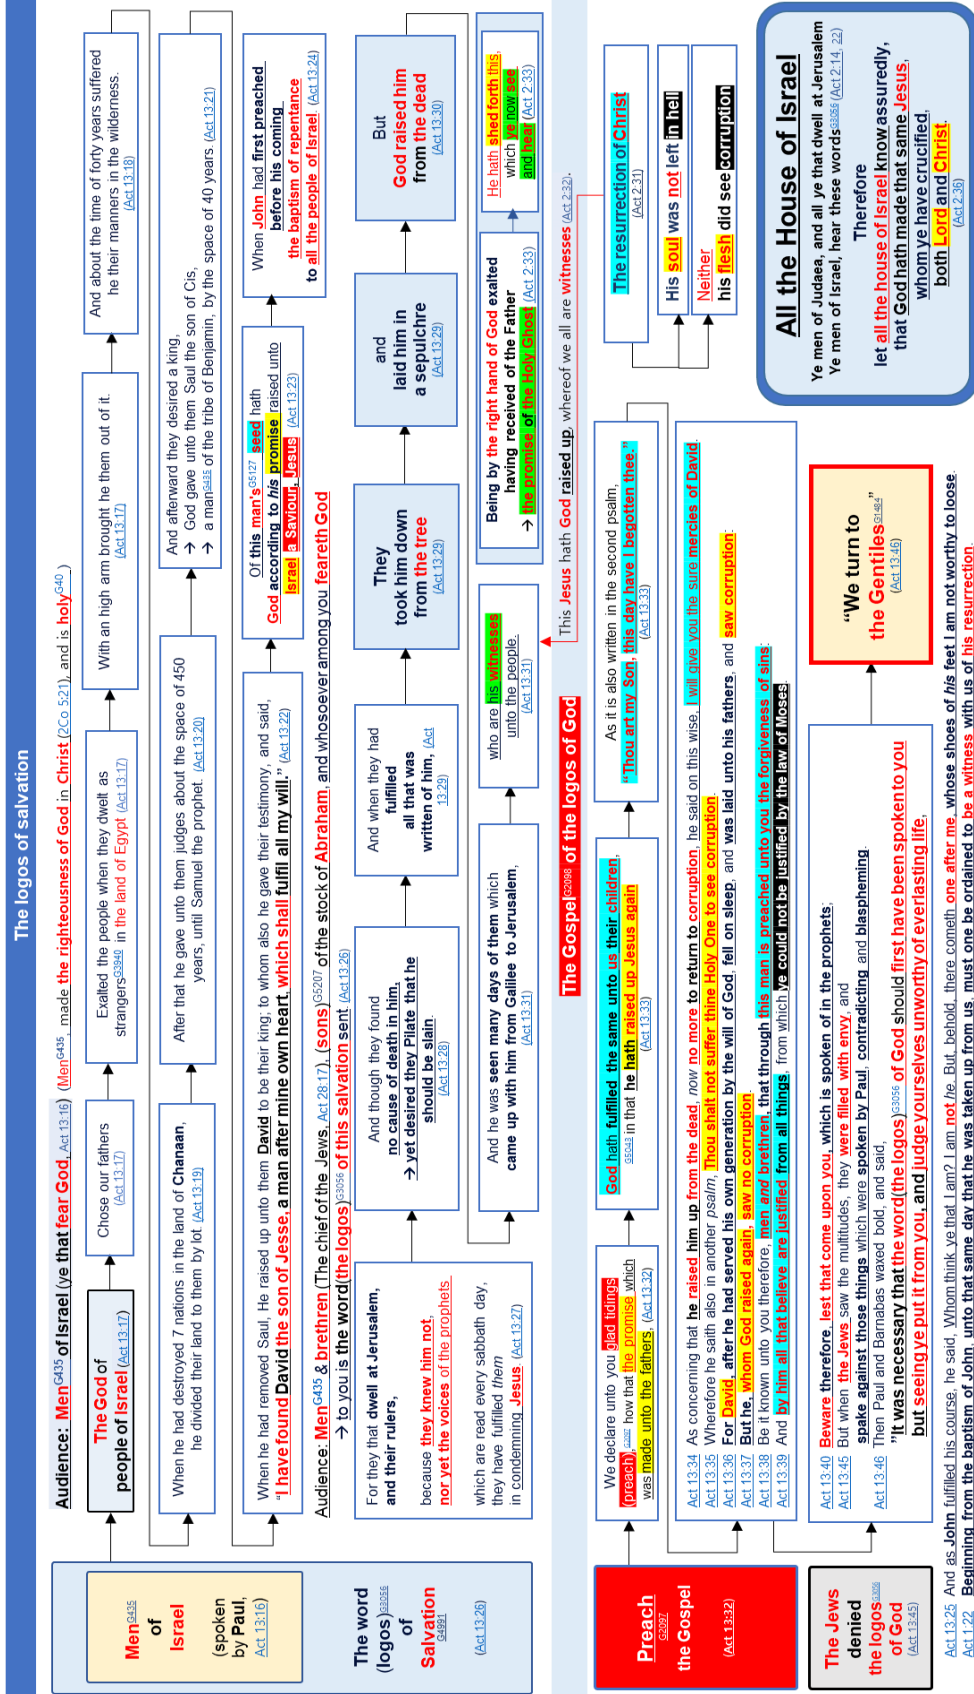 The logos of salvation
Audience: Men G435 of Israel (ye that fear God, Act 13:16) (Men G435, made the righteousness of God in Christ (2Co 5:21), and is holy G40)
Men G435
of
Israel
(spoken
by Paul,
Act 13:16)
The God of
people of Israel (Act 13:17)
Chose our fathers
(Act 13:17)
Exalted the people when they dwelt as
strangers G3940 in the land of Egypt (Act 13:17)
With an high arm brought he them out of it.
(Act 13:17)
And about the time of forty years suffered
he their manners in the wilderness.
(Act 13:18)
When he had destroyed 7 nations in the land of Chanaan,
he divided their land to them by lot. (Act 13:19)
After that he gave unto them judges about the space of 450
years, until Samuel the prophet. (Act 13:20)
And afterward they desired a king,
→ God gave unto them Saul the son of Cis,
→ a man G435 of the tribe of Benjamin, by the space of 40 years. (Act 13:21)
When he had removed Saul, He raised up unto them David to be their king; to whom also he gave their testimony, and said,
“I have found David the son of Jesse, a man after mine own heart, which shall fulfil all my will.” (Act 13:22)
Of this man's G5127 seed hath
God according to his promise raised unto
Israel a Saviour, Jesus (Act 13:23)
When John had first preached
before his coming
the baptism of repentance
to all the people of Israel (Act 13:24)
Audience: Men G435 & brethren (The chief of the Jews, Act 28:17), (sons) G5207 of the stock of Abraham, and whosoever among you feareth God
→ to you is the word(the logos) G3056 of this salvation sent (Act 13:26)
The word
(logos) G3056
of
Salvation
G4991
(Act 13:26)
For they that dwell at Jerusalem,
and their rulers,
because they knew him not,
nor yet the voices of the prophets
which are read every sabbath day,
they have fulfilled them
in condemning Jesus (Act 13:27)
And though they found
no cause of death in him,
→ yet desired they Pilate that he
should be slain.
(Act 13:28)
And when they had
fulfilled
all that was
written of him, (Act
13:29)
They
took him down
from the tree
(Act 13:29)
and
laid him in
a sepulchre
(Act 13:29)
But
God raised him
from the dead
(Act 13:30)
And he was seen many days of them which
came up with him from Galilee to Jerusalem,
(Act 13:31)
who are his witnesses
unto the people.
(Act 13:31)
Being by the right hand of God exalted
having received of the Father
→ the promise of the Holy Ghost (Act 2:33)
He hath shed forth this,
which ye now see
and hear (Act 2:33)
The Gospel G2098 of the logos of God
This Jesus hath God raised up, whereof we all are witnesses (Act 2:32).
Preach
G2097
the Gospel
(Act 13:32)
We declare unto you glad tidings
(preach), G2097 how that the promise which
was made unto the fathers, (Act 13:32)
God hath fulfilled the same unto us their children,
G5043 in that he hath raised up Jesus again
(Act 13:33)
As it is also written in the second psalm,
“Thou art my Son, this day have I begotten thee.”
(Act 13:33)
The resurrection of Christ
(Act 2:31)
His soul was not left in hell
Neither
his flesh did see corruption
Act 13:34 As concerning that he raised him up from the dead, now no more to return to corruption, he said on this wise, I will give you the sure mercies of David.
Act 13:35 Wherefore he saith also in another psalm, Thou shalt not suffer thine Holy One to see corruption.
Act 13:36 For David, after he had served his own generation by the will of God, fell on sleep, and was laid unto his fathers, and saw corruption:
Act 13:37 But he, whom God raised again, saw no corruption.
Act 13:38 Be it known unto you therefore, men and brethren, that through this man is preached unto you the forgiveness of sins:
Act 13:39 And by him all that believe are justified from all things, from which ye could not be justified by the law of Moses.
The Jews
denied
the logos G3056
of God
(Act 13:45)
Act 13:40 Beware therefore, lest that come upon you, which is spoken of in the prophets;
Act 13:45 But when the Jews saw the multitudes, they were filled with envy, and
spake against those things which were spoken by Paul, contradicting and blaspheming.
Act 13:46 Then Paul and Barnabas waxed bold, and said,
"It was necessary that the word(the logos) G3056 of God should first have been spoken to you
but seeing ye put it from you, and judge yourselves unworthy of everlasting life,
“We turn to
the Gentiles G1484”
(Act 13:46)
All the House of Israel
Ye men of Judaea, and all ye that dwell at Jerusalem
Ye men of Israel, hear these words G3056 (Act 2:14, 22)
Therefore
let all the house of Israel know assuredly,
that God hath made that same Jesus,
whom ye have crucified,
both Lord and Christ.
(Act 2:36)
Act 13:25 And as John fulfilled his course, he said, Whom think ye that I am? I am not he. But, behold, there cometh one after me, whose shoes of his feet I am not worthy to loose.
Act 1:22 Beginning from the baptism of John, unto that same day that he was taken up from us, must one be ordained to be a witness with us of his resurrection.